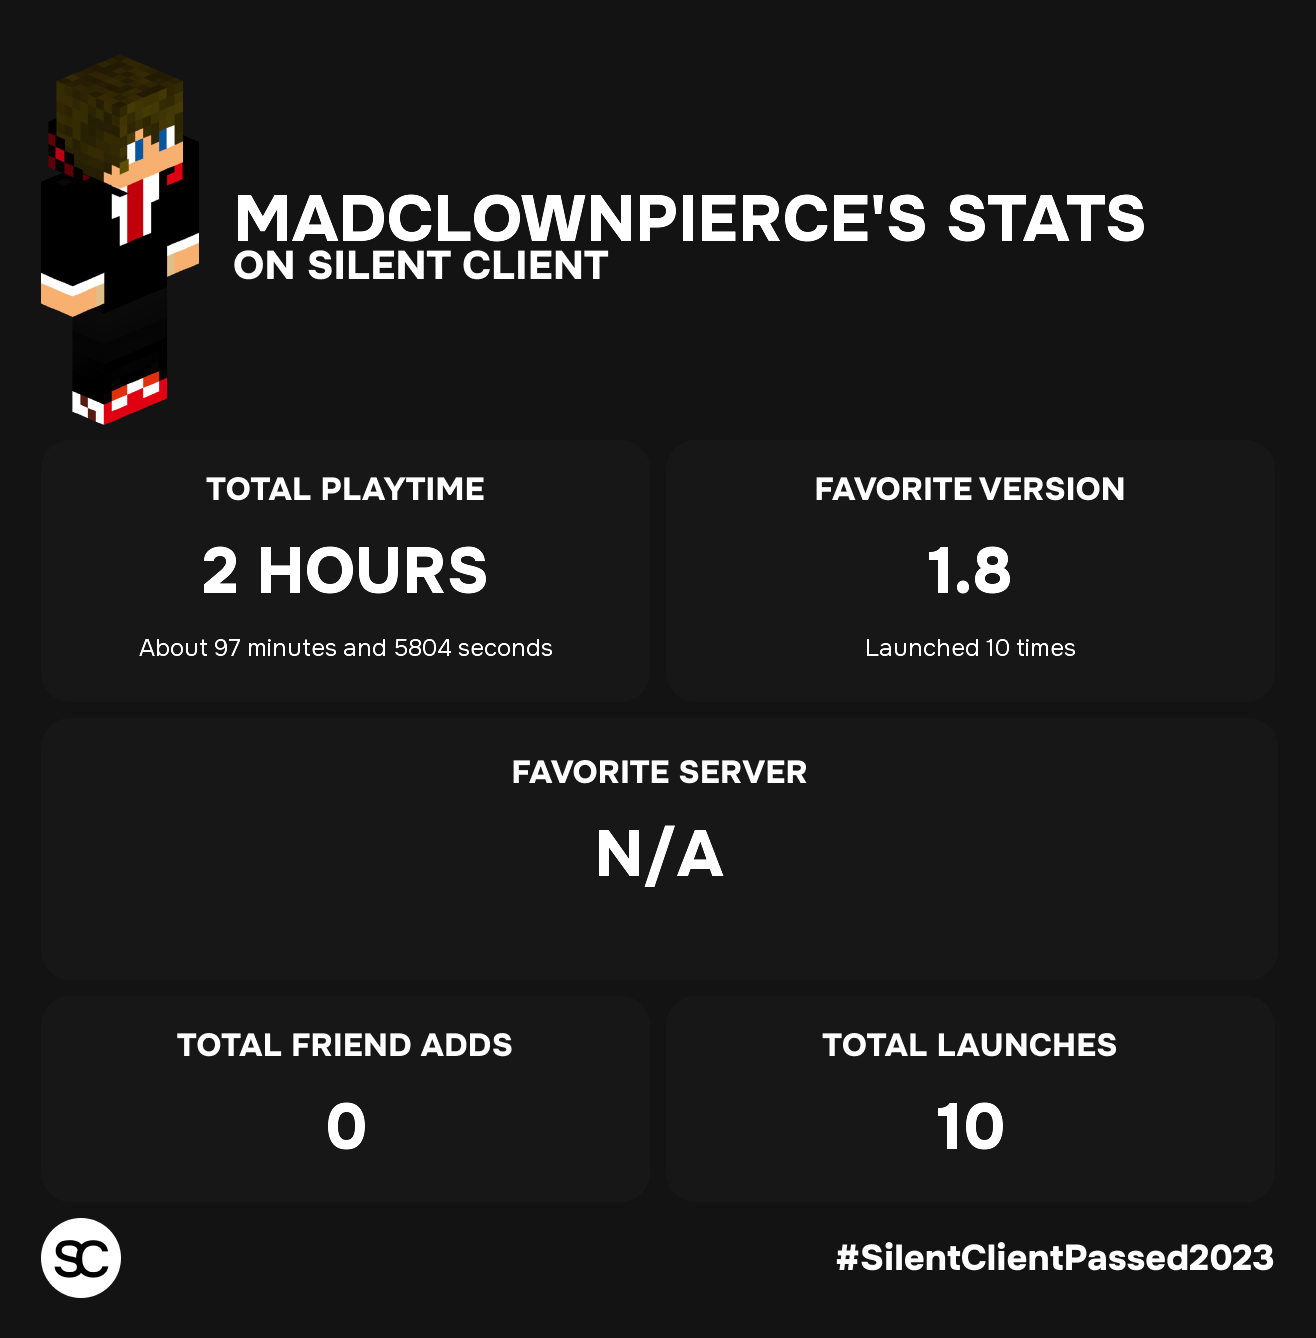 MADCLOWNPIERCE'S STATS
ON SILENT CLIENT
TOTAL PLAYTIME
2 HOURS
About 97 minutes and 5804 seconds
FAVORITE VERSION
1.8
Launched 10 times
FAVORITE SERVER
N/A
TOTAL FRIEND ADDS
0
TOTAL LAUNCHES
10
SC
#SilentClientPassed2023